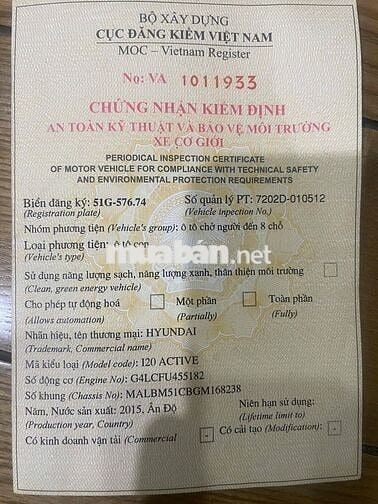 BỘ XÂY DỰNG
CỤC ĐĂNG KIỂM VIỆT NAM
MOC – Vietnam Register
No: VA 1011933
CHỨNG NHẬN KIỂM ĐỊNH
AN TOÀN KỸ THUẬT VÀ BẢO VỆ MÔI TRƯỜNG
XE CƠ GIỚI
PERIODICAL INSPECTION CERTIFICATE
OF MOTOR VEHICLE FOR COMPLIANCE WITH TECHNICAL SAFETY
AND ENVIRONMENTAL PROTECTION REQUIREMENTS
Biển đăng ký: 51G-576.74 Số quản lý PT: 7202D-010512
(Registration plate) (Vehicle inpection No.)
Nhóm phương tiện (Vehicle's group): ô tô chở người đến 8 chỗ
Loại phương tiện: ô tô con
(Vehicle's type)
muaban.net
Sử dụng năng lượng sạch, năng lượng xanh, thân thiện môi trường
(Clean, green energy vehicle)
Cho phép tự động hoá Một phần Toàn phần
(Allows automation) (Partially) (Fully)
Nhãn hiệu, tên thương mại: HYUNDAI
(Trademark, Commercial name)
Mã kiểu loại (Model code): I20 ACTIVE
Số động cơ (Engine No): G4LCFU455182
Số khung (Chassis No): MALBM51CBGM168238
Năm, Nước sản xuất: 2015, Ấn Độ Niên hạn sử dụng:
(Production year, Country) (Lifetime limit to)
Có kinh doanh vận tải (Commercial - Có cải tạo (Modification): -